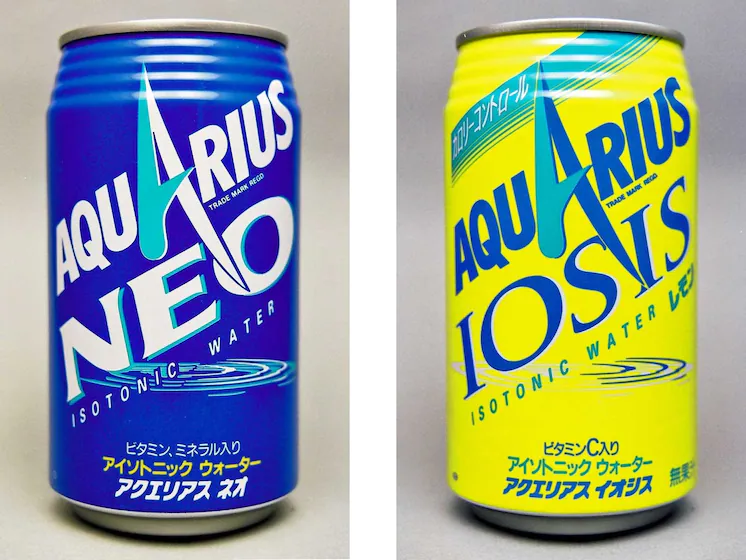 AQUARIUS
TRADE MARK REGD
NEO
ISOTONIC WATER
ビタミン、ミネラル入り
アイソトニック ウォーター
アクエリアス ネオ
カロリーコントロール
AQUARIUS
TRADE MARK REGD
IOSIS
ISOTONIC WATER レモン
ビタミンC入り
アイソトニック ウォーター
アクエリアス イオシス
無果